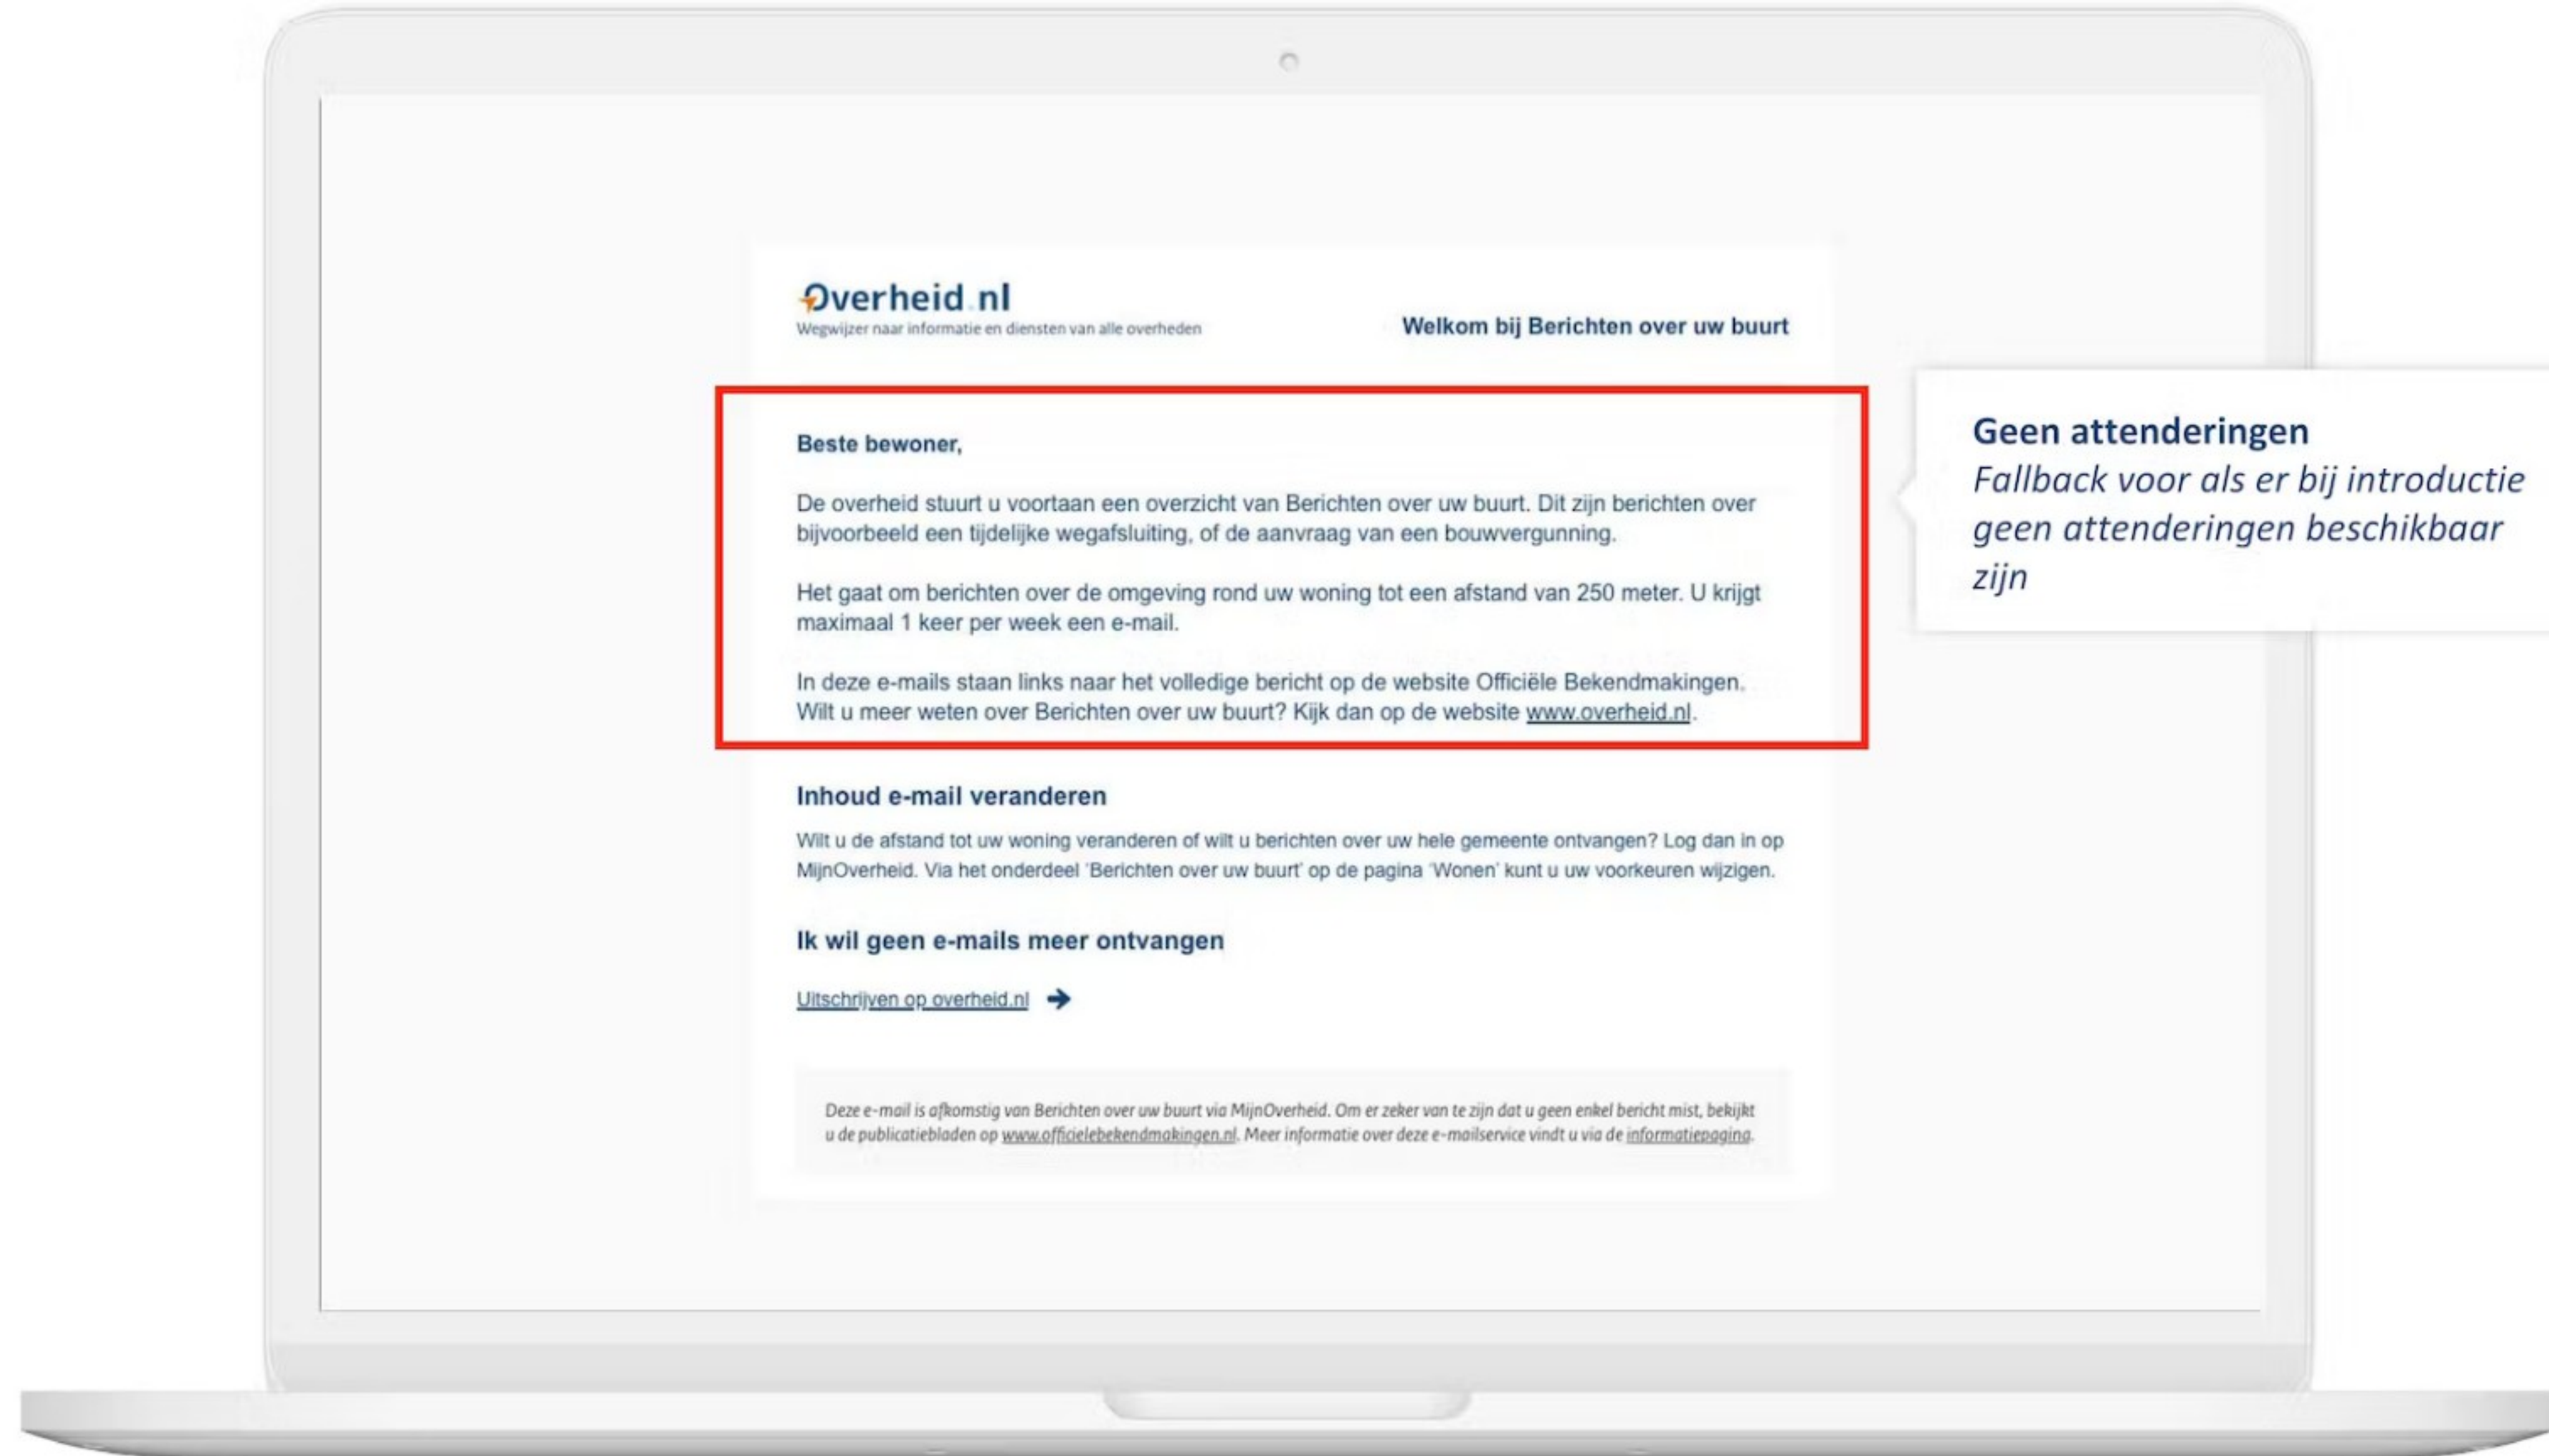 Overheid.nl
Wegwijzer naar informatie en diensten van alle overheden
Welkom bij Berichten over uw buurt
Beste bewoner,
De overheid stuurt u voortaan een overzicht van Berichten over uw buurt. Dit zijn berichten over
bijvoorbeeld een tijdelijke wegafsluiting, of de aanvraag van een bouwvergunning.
Het gaat om berichten over de omgeving rond uw woning tot een afstand van 250 meter. U krijgt
maximaal 1 keer per week een e-mail.
In deze e-mails staan links naar het volledige bericht op de website Officiële Bekendmakingen.
Wilt u meer weten over Berichten over uw buurt? Kijk dan op de website www.overheid.nl.
Geen attenderingen
Fallback voor als er bij introductie
geen attenderingen beschikbaar
zijn
Inhoud e-mail veranderen
Wilt u de afstand tot uw woning veranderen of wilt u berichten over uw hele gemeente ontvangen? Log dan in op
MijnOverheid. Via het onderdeel 'Berichten over uw buurt' op de pagina 'Wonen' kunt u uw voorkeuren wijzigen.
Ik wil geen e-mails meer ontvangen
Uitschrijven op overheid.nl →
Deze e-mail is afkomstig van Berichten over uw buurt via MijnOverheid. Om er zeker van te zijn dat u geen enkel bericht mist, bekijkt
u de publicatiebladen op www.officielebekendmakingen.nl. Meer informatie over deze e-mailservice vindt u via de informatiepagina.